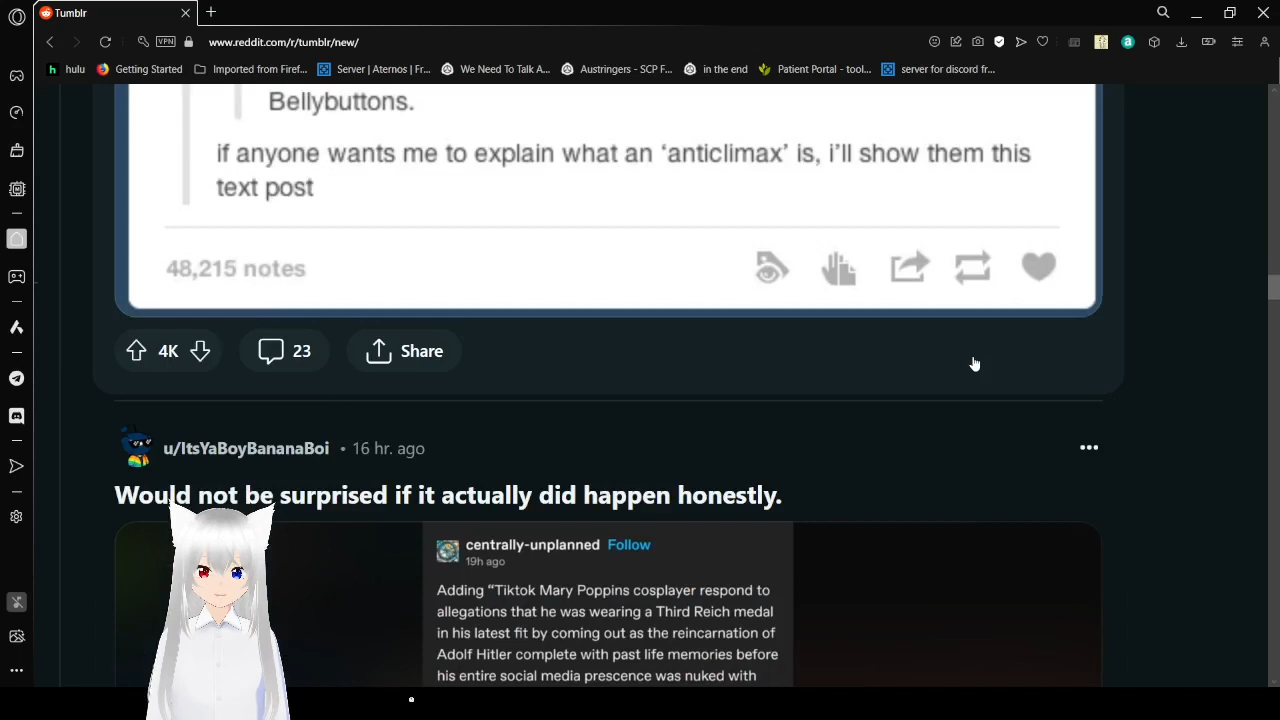 Tumblr
VPN
www.reddit.com/r/tumblr/new/
hulu
Getting Started
Imported from Firef...
Server | Aternos | Fr...
We Need To Talk A...
Austringers - SCP F...
in the end
Patient Portal - tool...
server for discord fr...
Bellybuttons.
if anyone wants me to explain what an ‘anticlimax’ is, i’ll show them this
text post
48,215 notes
4K
23
Share
u/ItsYaBoyBananaBoi • 16 hr. ago
Would not be surprised if it actually did happen honestly.
centrally-unplanned Follow
19h ago
Adding “Tiktok Mary Poppins cosplayer respond to
allegations that he was wearing a Third Reich medal
in his latest fit by coming out as the reincarnation of
Adolf Hitler complete with past life memories before
his entire social media prescence was nuked with